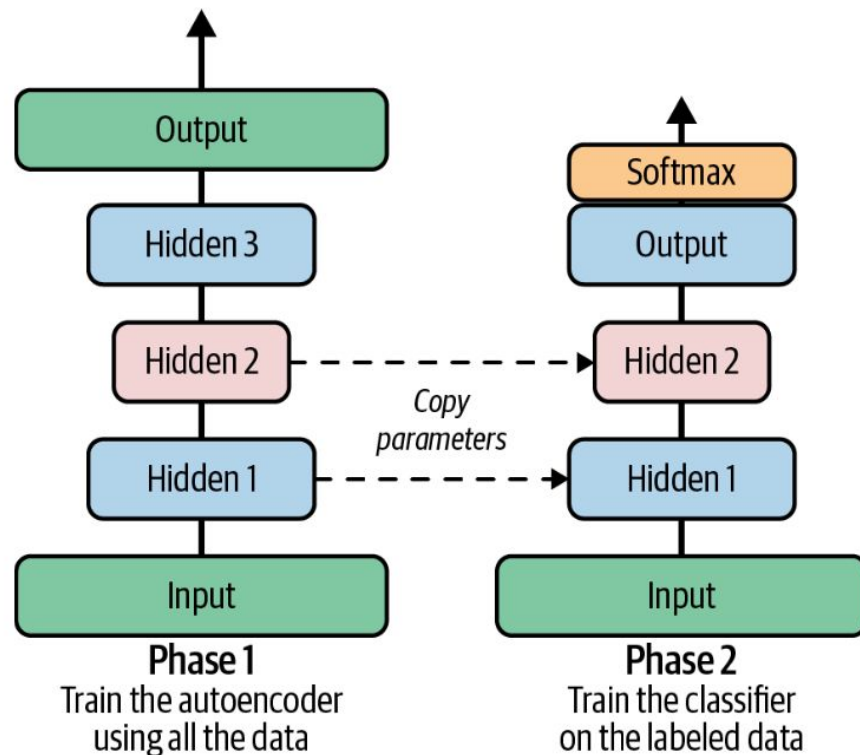 Output
Hidden 3
Hidden 2
Hidden 1
Input
Phase 1
Train the autoencoder
using all the data
Copy
parameters
Softmax
Output
Hidden 2
Hidden 1
Input
Phase 2
Train the classifier
on the labeled data